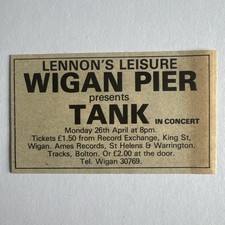 LENNON'S LEISURE
WIGAN PIER
presents
TANK
IN CONCERT
Monday 26th April at 8pm.
Tickets £1.50 from Record Exchange, King St,
Wigan. Ames Records, St Helens & Warrington.
Tracks, Bolton. Or £2.00 at the door.
Tel. Wigan 30769.